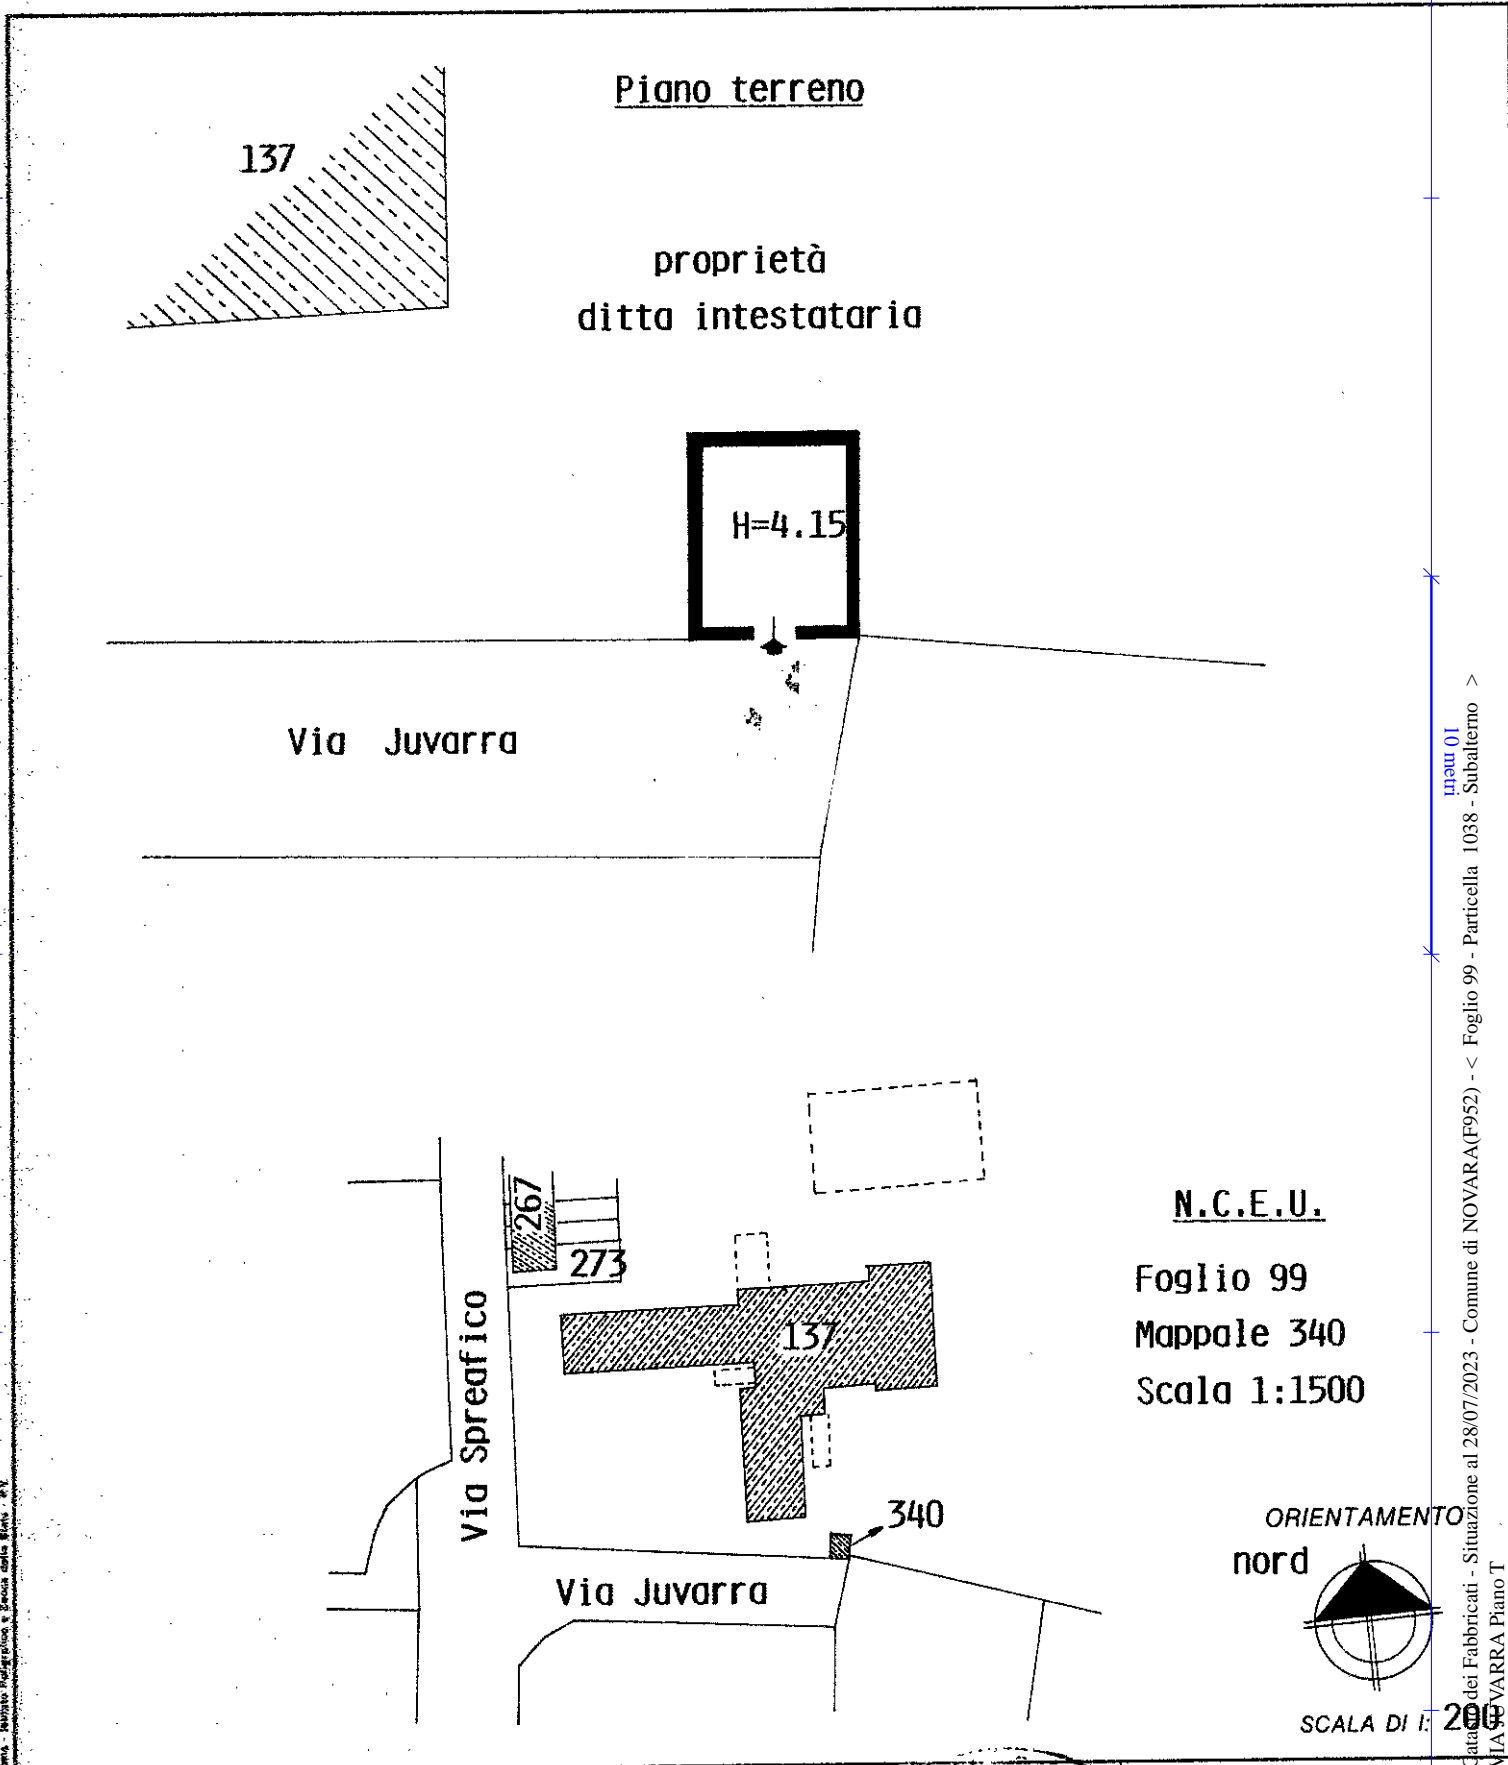 Piano terreno
137
proprietà
ditta intestataria
H=4.15
Via Juvarra
10 metri
267
273
137
Via Spreafico
340
Via Juvarra
N.C.E.U.
Foglio 99
Mappale 340
Scala 1:1500
ORIENTAMENTO
nord
SCALA DI I: 200
dei Fabbricati - Situazione al 28/07/2023 - Comune di NOVARA(F952) - < Foglio 99 - Particella 1038 - Subalterno >
VIA JUVARRA Piano T